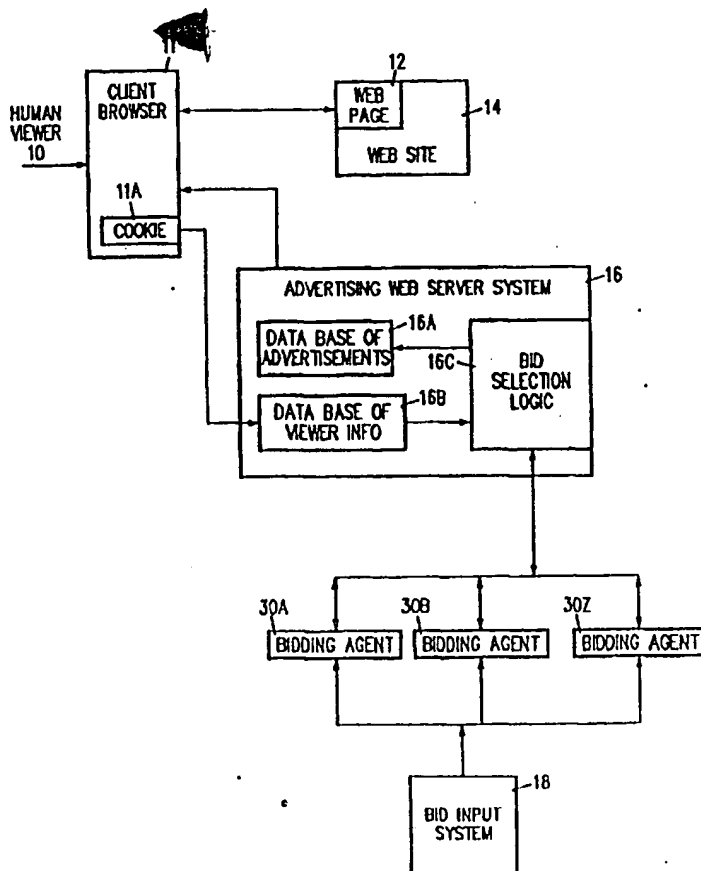 CLIENT
BROWSER
HUMAN
VIEWER
10
11A
COOKIE
12
WEB
PAGE
14
WEB SITE
16
ADVERTISING WEB SERVER SYSTEM
16A
DATA BASE OF
ADVERTISEMENTS
16C
BID
SELECTION
LOGIC
16B
DATA BASE OF
VIEWER INFO
30A
BIDDING AGENT
30B
BIDDING AGENT
30Z
BIDDING AGENT
18
BID INPUT
SYSTEM